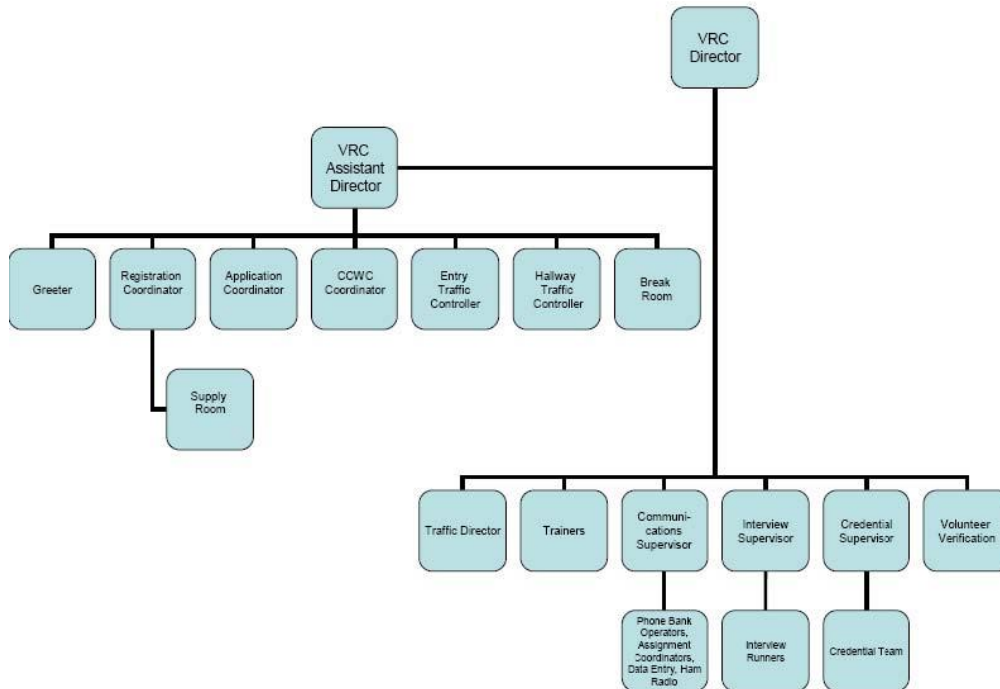 VRC
Director
VRC
Assistant
Director
Greeter
Registration
Coordinator
Application
Coordinator
CCWC
Coordinator
Entry
Traffic
Controller
Hallway
Traffic
Controller
Break
Room
Supply
Room
Traffic Director
Trainers
Communi-
cations
Supervisor
Interview
Supervisor
Credential
Supervisor
Volunteer
Verification
Phone Bank
Operators,
Assignment
Coordinators,
Data Entry, Ham
Radio
Interview
Runners
Credential Team